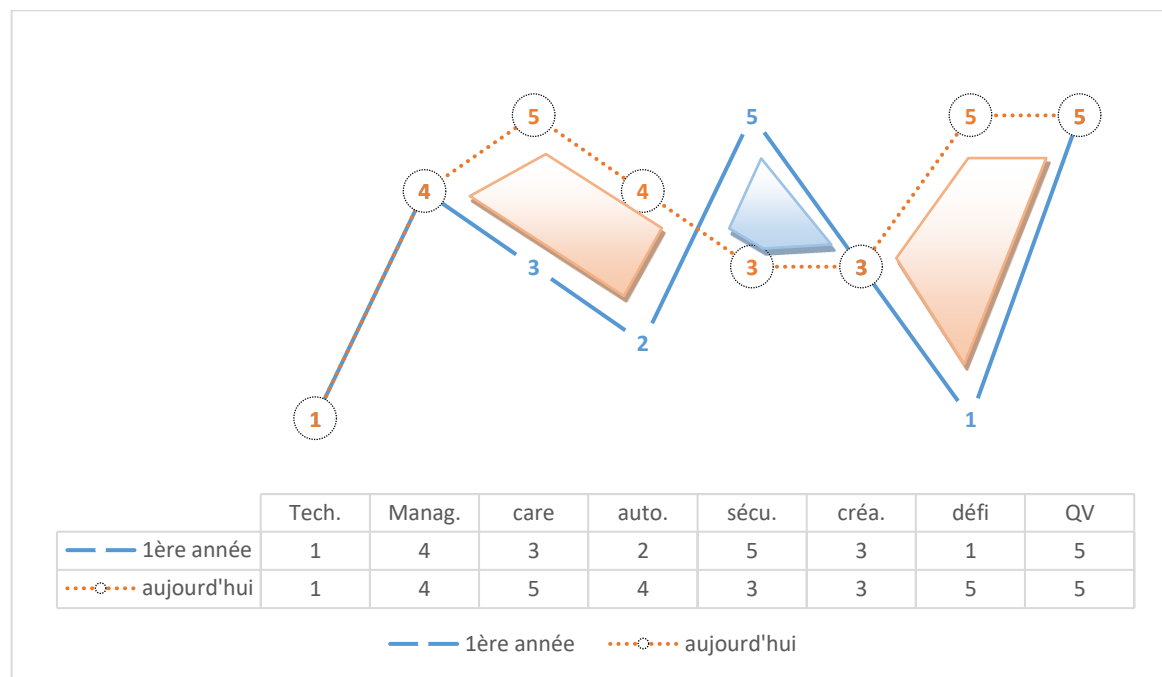 5 5 5 5
4 4
3 3 3
2
1 1
Tech. Manag. care auto. sécu. créa. défi QV
1ère année 1 4 3 2 5 3 1 5
aujourd'hui 1 4 5 4 3 3 5 5
1ère année aujourd'hui